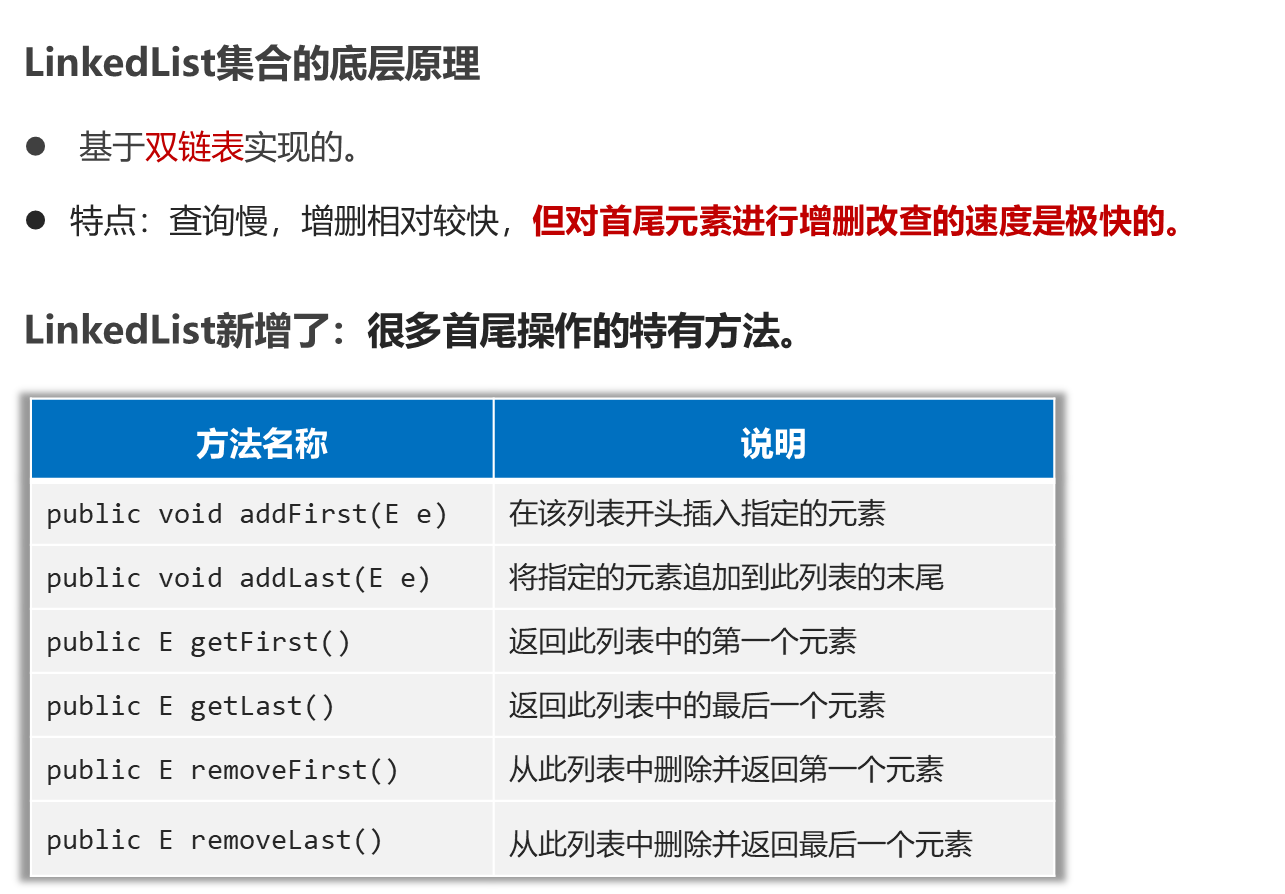 LinkedList集合的底层原理
● 基于双链表实现的。
● 特点：查询慢，增删相对较快，但对首尾元素进行增删改查的速度是极快的。
LinkedList新增了：很多首尾操作的特有方法。
方法名称 说明
public void addFirst(E e) 在该列表开头插入指定的元素
public void addLast(E e) 将指定的元素追加到此列表的末尾
public E getFirst() 返回此列表中的第一个元素
public E getLast() 返回此列表中的最后一个元素
public E removeFirst() 从此列表中删除并返回第一个元素
public E removeLast() 从此列表中删除并返回最后一个元素